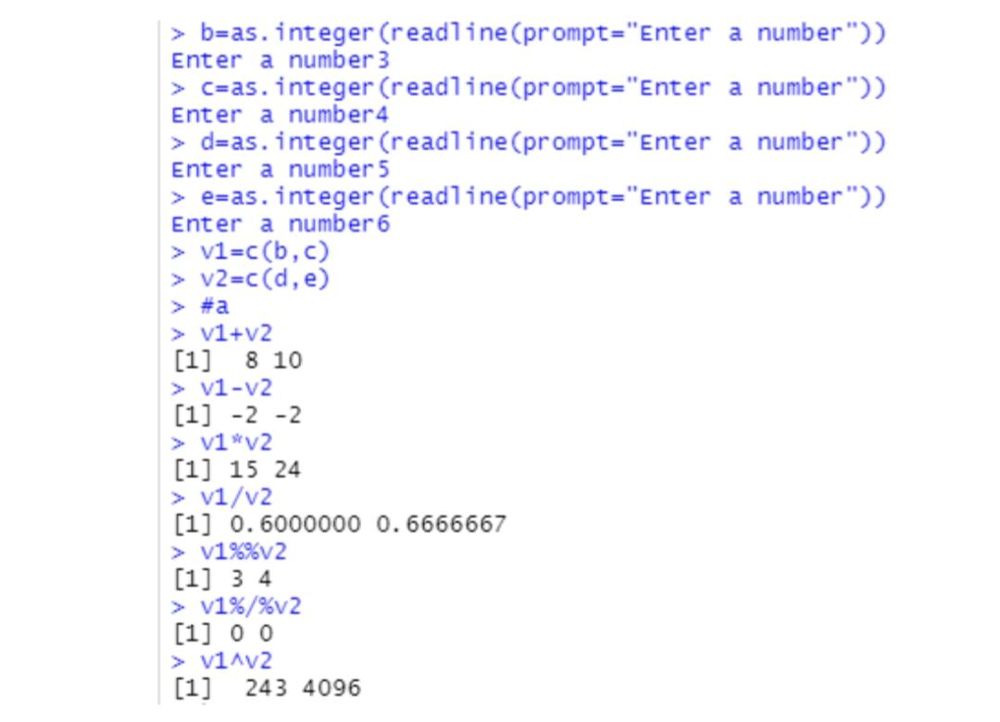 > b=as.integer(readline(prompt="Enter a number"))
Enter a number3
> c=as.integer(readline(prompt="Enter a number"))
Enter a number4
> d=as.integer(readline(prompt="Enter a number"))
Enter a number5
> e=as.integer(readline(prompt="Enter a number"))
Enter a number6
> v1=c(b,c)
> v2=c(d,e)
> #a
> v1+v2
[1]  8 10
> v1-v2
[1] -2 -2
> v1*v2
[1] 15 24
> v1/v2
[1] 0.6000000 0.6666667
> v1%%v2
[1] 3 4
> v1%/%v2
[1] 0 0
> v1^v2
[1]  243 4096